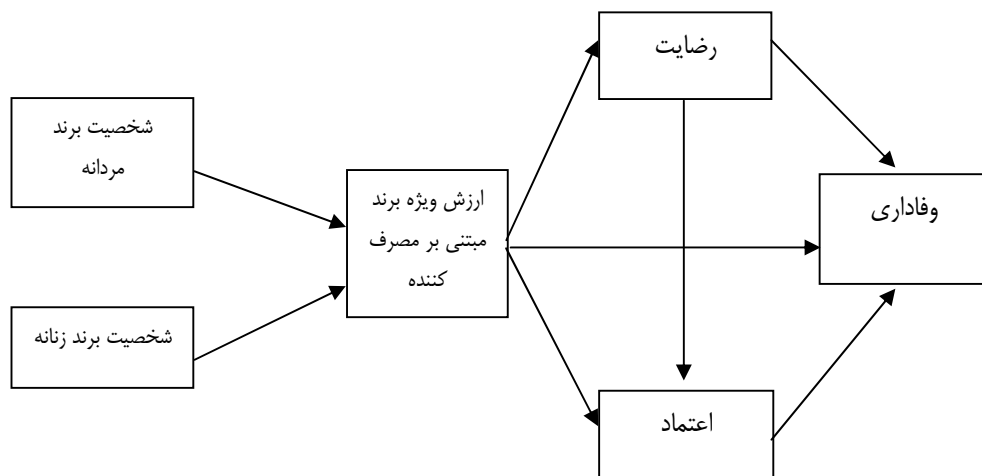 رضایت
شخصیت برند
مردانه
ارزش ویژه برند
مبتنی بر مصرف
کننده
وفاداری
شخصیت برند زنانه
اعتماد